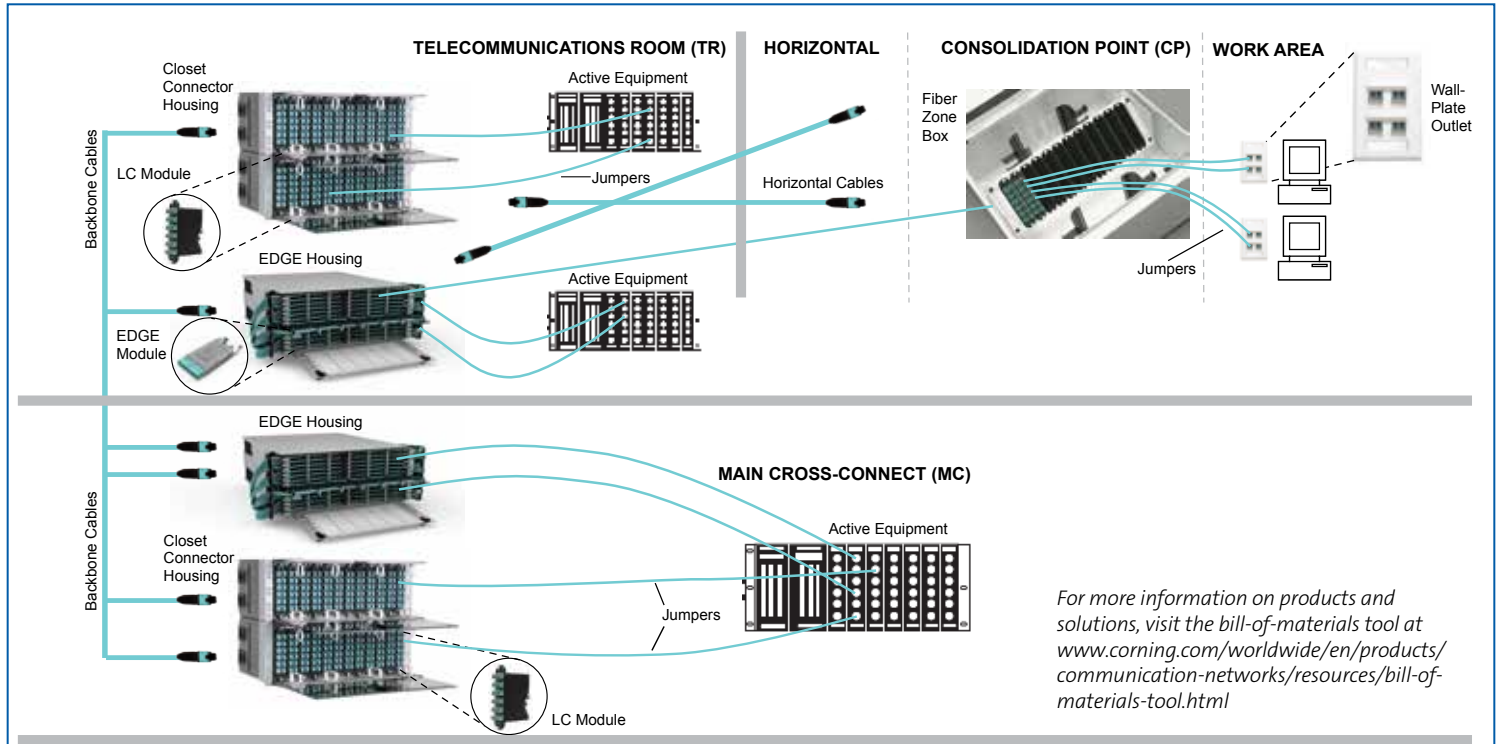 TELECOMMUNICATIONS ROOM (TR)
HORIZONTAL
CONSOLIDATION POINT (CP)
WORK AREA
Closet
Connector
Housing
Active Equipment
Fiber
Zone
Box
Wall-
Plate
Outlet
Backbone Cables
LC Module
Jumpers
Horizontal Cables
Jumpers
EDGE Housing
Active Equipment
EDGE
Module
EDGE Housing
MAIN CROSS-CONNECT (MC)
Active Equipment
Closet
Connector
Housing
Backbone Cables
Jumpers
LC Module
For more information on products and
solutions, visit the bill-of-materials tool at
www.corning.com/worldwide/en/products/
communication-networks/resources/bill-of-
materials-tool.html